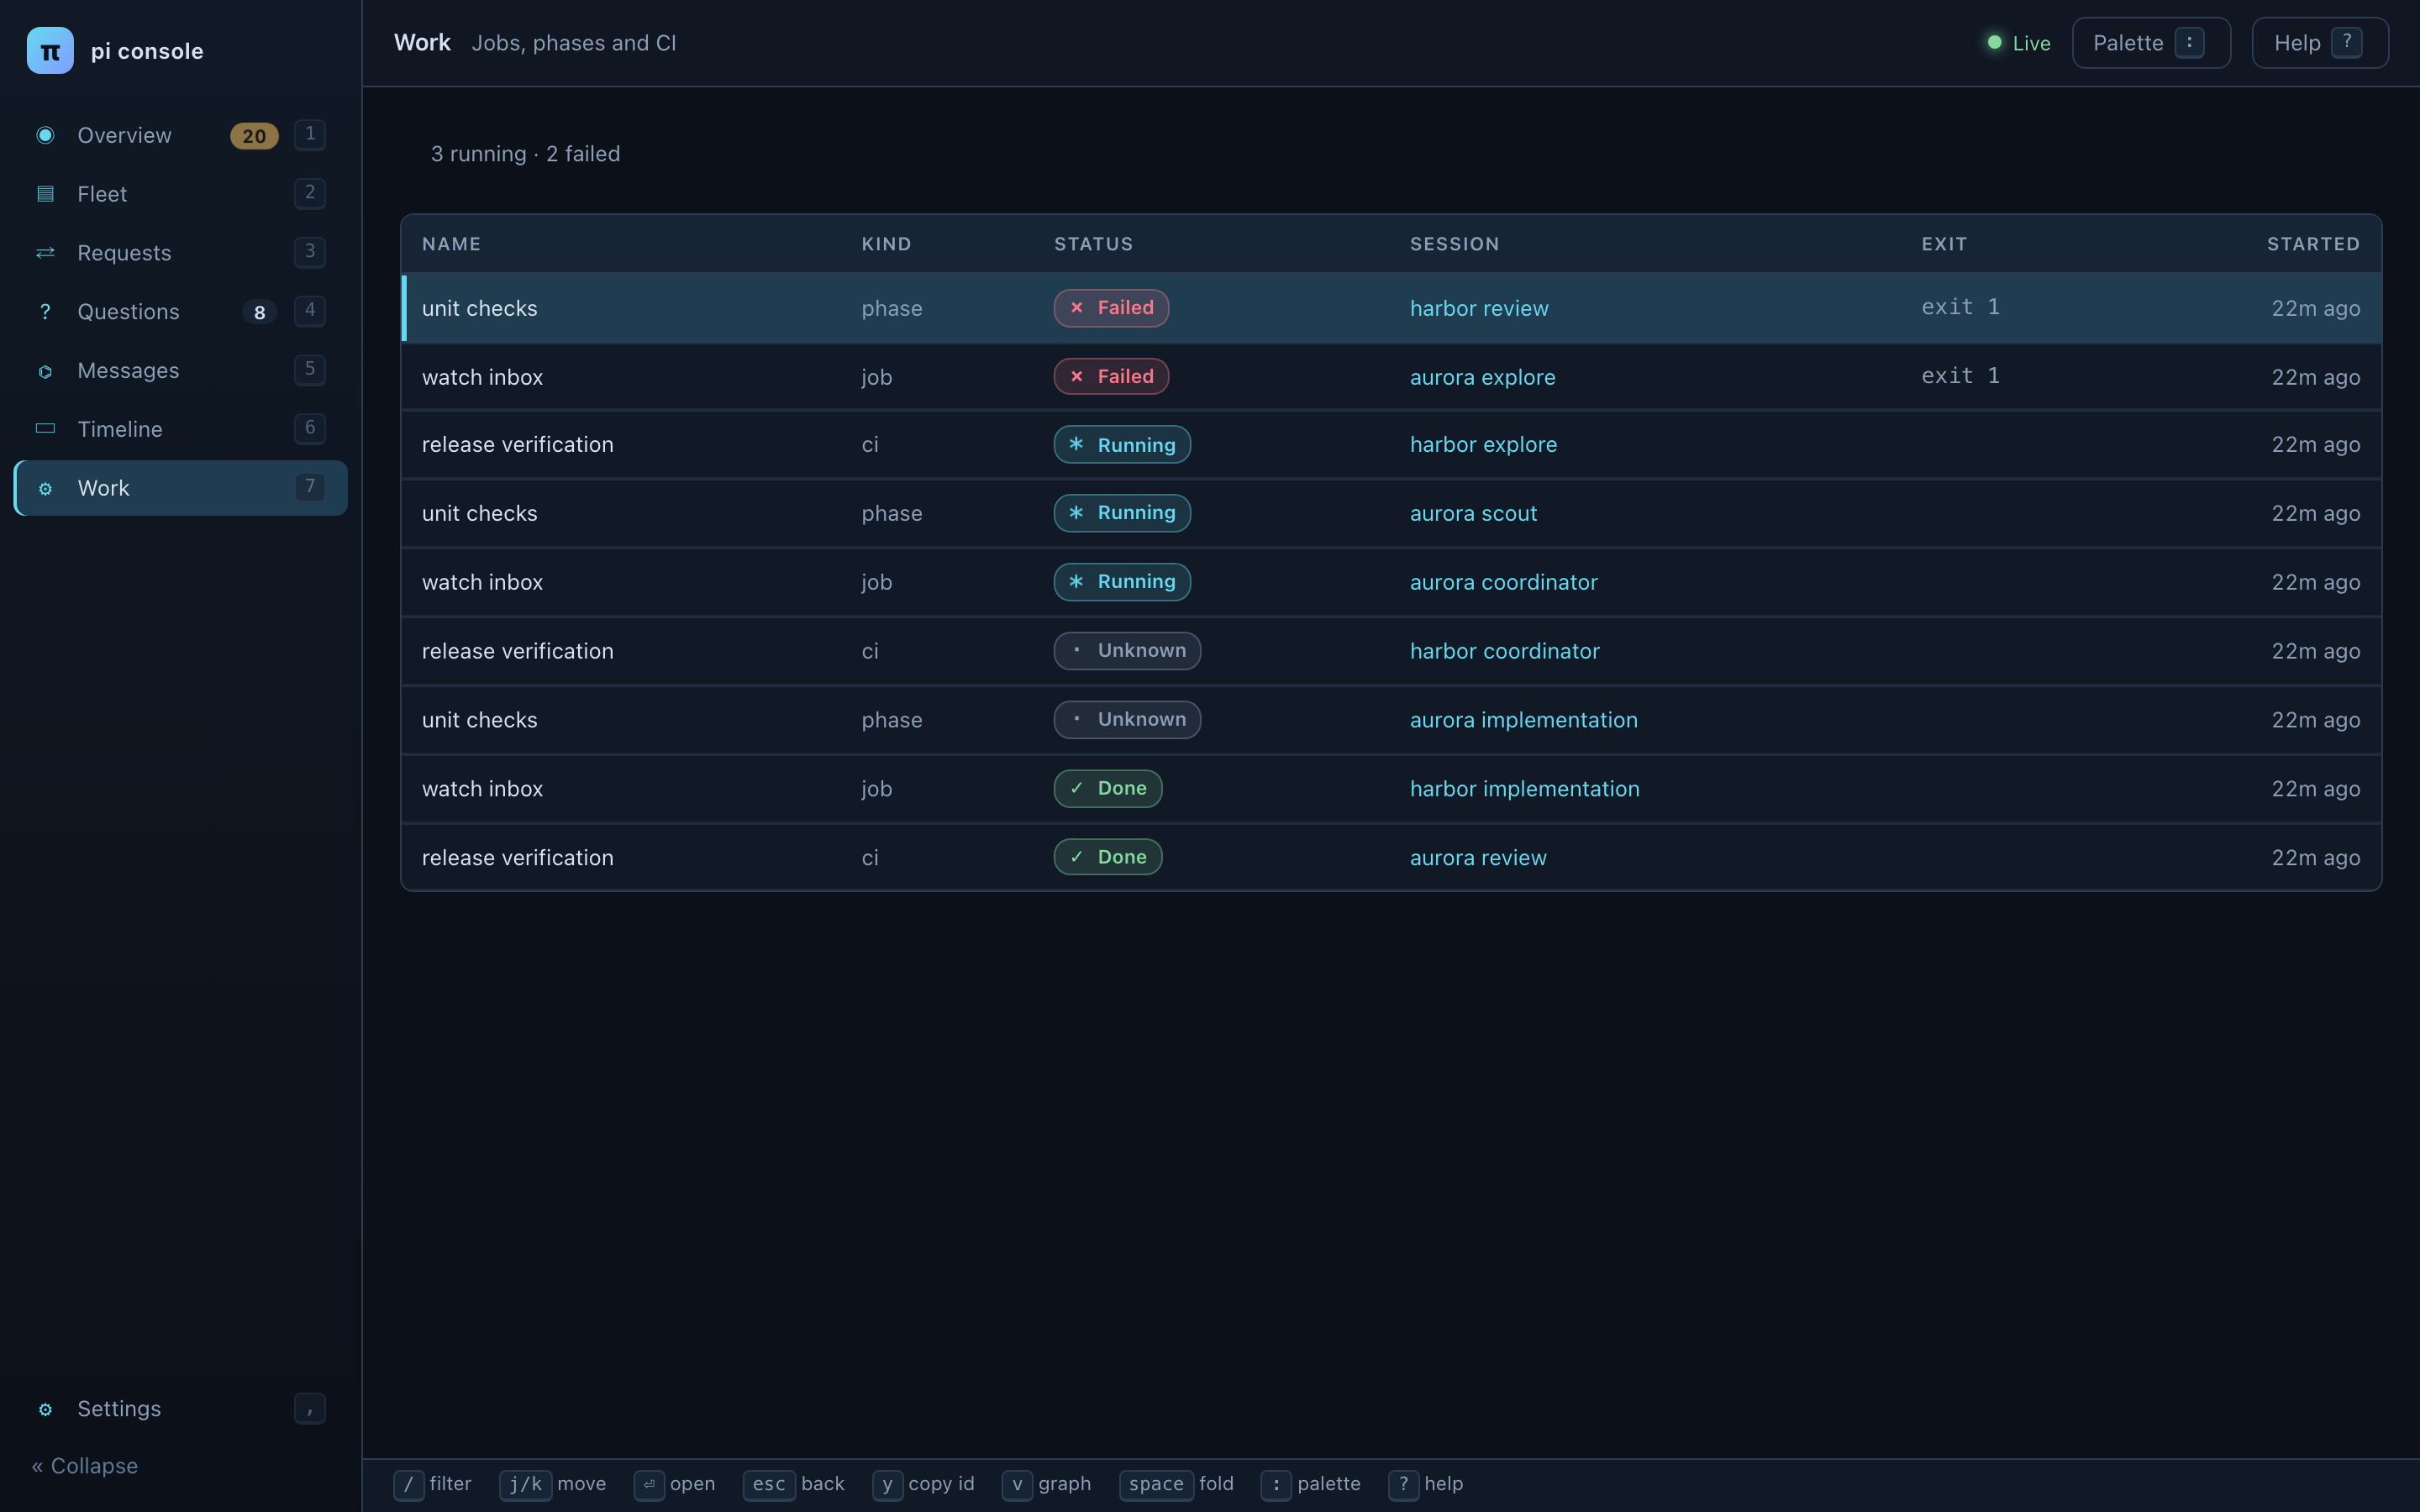 π pi console
Overview 20 1
Fleet 2
Requests 3
? Questions 8 4
Messages 5
Timeline 6
Work 7
Settings ,
« Collapse
Work Jobs, phases and CI
Live Palette : Help ?
3 running · 2 failed
NAME KIND STATUS SESSION EXIT STARTED
unit checks phase × Failed harbor review exit 1 22m ago
watch inbox job × Failed aurora explore exit 1 22m ago
release verification ci * Running harbor explore 22m ago
unit checks phase * Running aurora scout 22m ago
watch inbox job * Running aurora coordinator 22m ago
release verification ci · Unknown harbor coordinator 22m ago
unit checks phase · Unknown aurora implementation 22m ago
watch inbox job ✓ Done harbor implementation 22m ago
release verification ci ✓ Done aurora review 22m ago
/ filter j/k move ⏎ open esc back y copy id v graph space fold : palette ? help